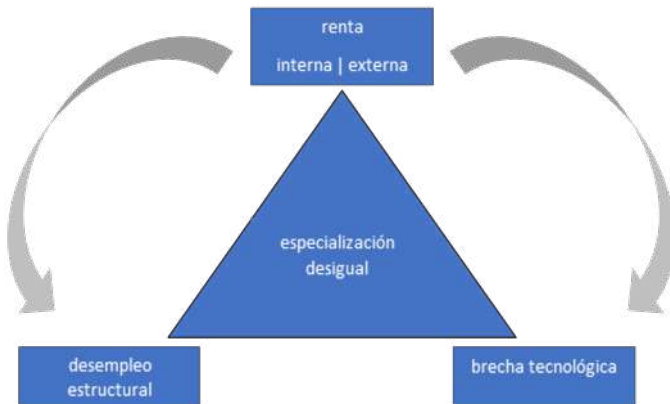 renta
interna | externa
especialización
desigual
desempleo
estructural
brecha tecnológica